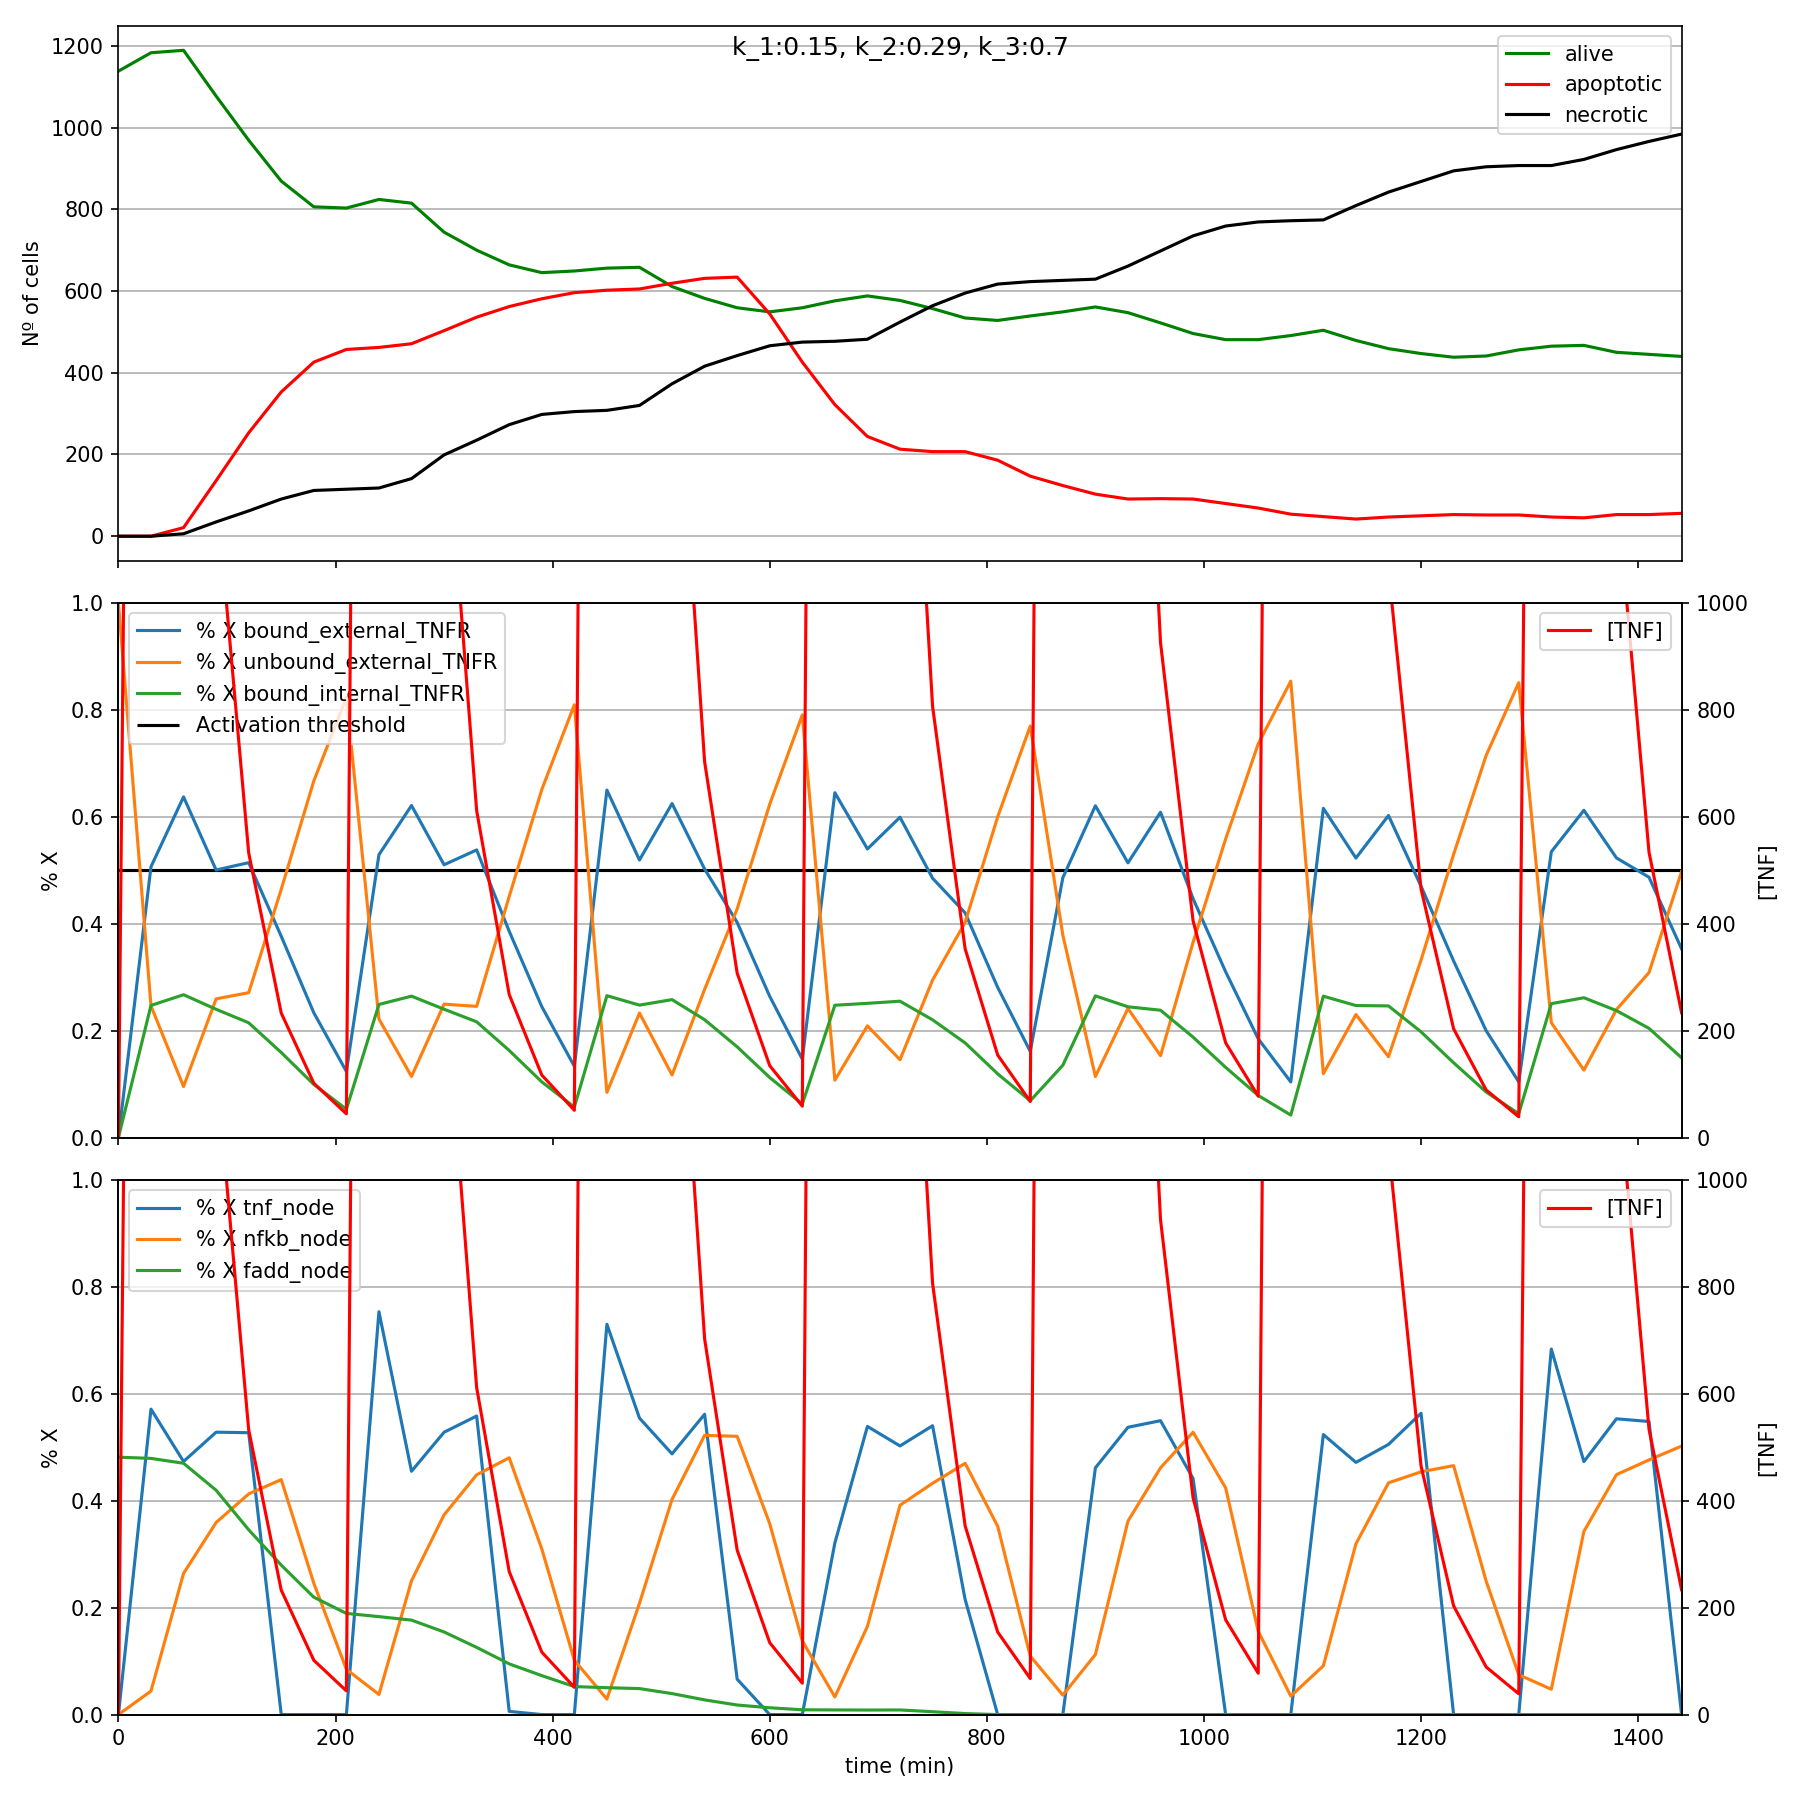 k_1:0.15, k_2:0.29, k_3:0.7
1200
1000
800
600
400
200
0
Nº of cells
alive
apoptotic
necrotic
1.0
0.8
0.6
0.4
0.2
0.0
% X
% X bound_external_TNFR
% X unbound_external_TNFR
% X bound_internal_TNFR
Activation threshold
[TNF]
1000
800
600
400
200
0
[TNF]
1.0
0.8
0.6
0.4
0.2
0.0
% X
% X tnf_node
% X nfkb_node
% X fadd_node
[TNF]
1000
800
600
400
200
0
[TNF]
0 200 400 600 800 1000 1200 1400
time (min)